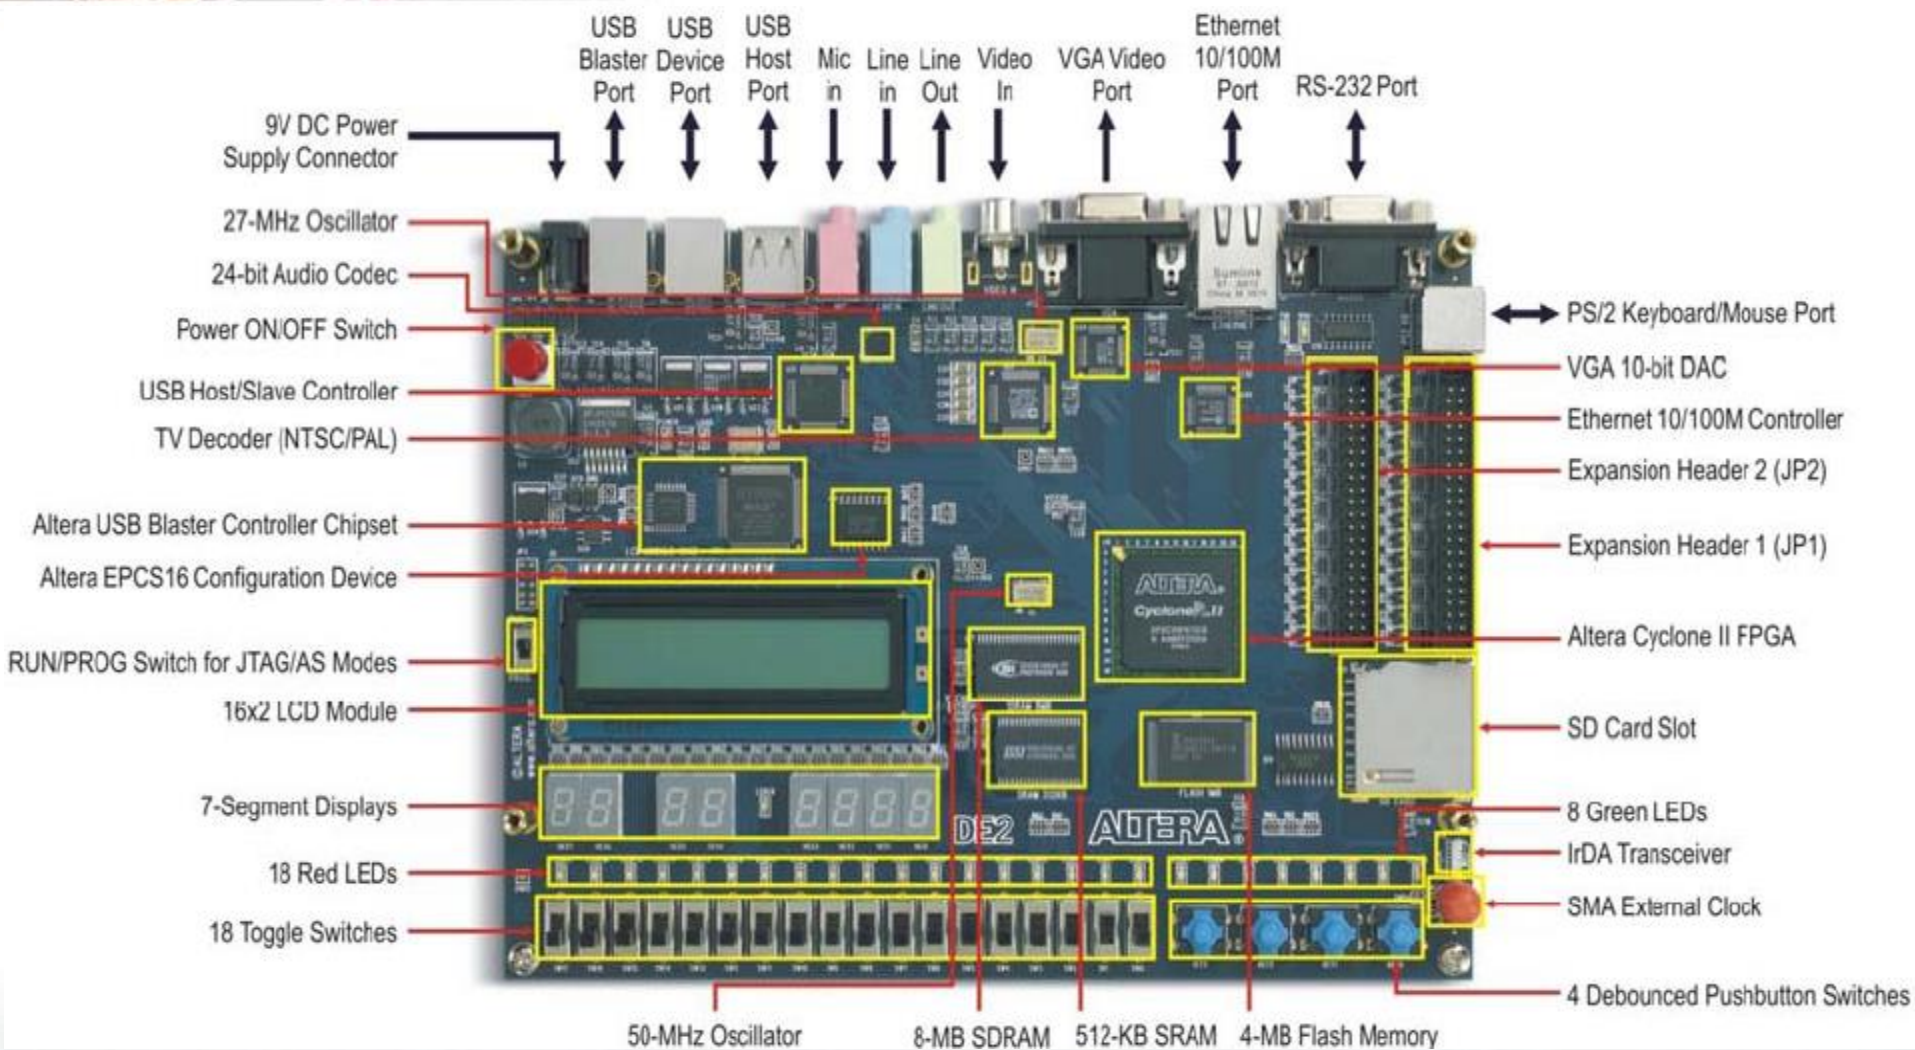 USB
Blaster
Port
USB
Device
Port
USB
Host
Port
Mic
in
Line
in
Line
Out
Video
In
VGA Video
Port
Ethernet
10/100M
Port
RS-232 Port
9V DC Power
Supply Connector
27-MHz Oscillator
24-bit Audio Codec
Power ON/OFF Switch
USB Host/Slave Controller
TV Decoder (NTSC/PAL)
Altera USB Blaster Controller Chipset
Altera EPCS16 Configuration Device
RUN/PROG Switch for JTAG/AS Modes
16x2 LCD Module
7-Segment Displays
18 Red LEDs
18 Toggle Switches
PS/2 Keyboard/Mouse Port
VGA 10-bit DAC
Ethernet 10/100M Controller
Expansion Header 2 (JP2)
Expansion Header 1 (JP1)
Altera Cyclone II FPGA
SD Card Slot
8 Green LEDs
IrDA Transceiver
SMA External Clock
4 Debounced Pushbutton Switches
50-MHz Oscillator
8-MB SDRAM
512-KB SRAM
4-MB Flash Memory
ALTERA
Cyclone II
DE2
ALTERA
©ALTERA